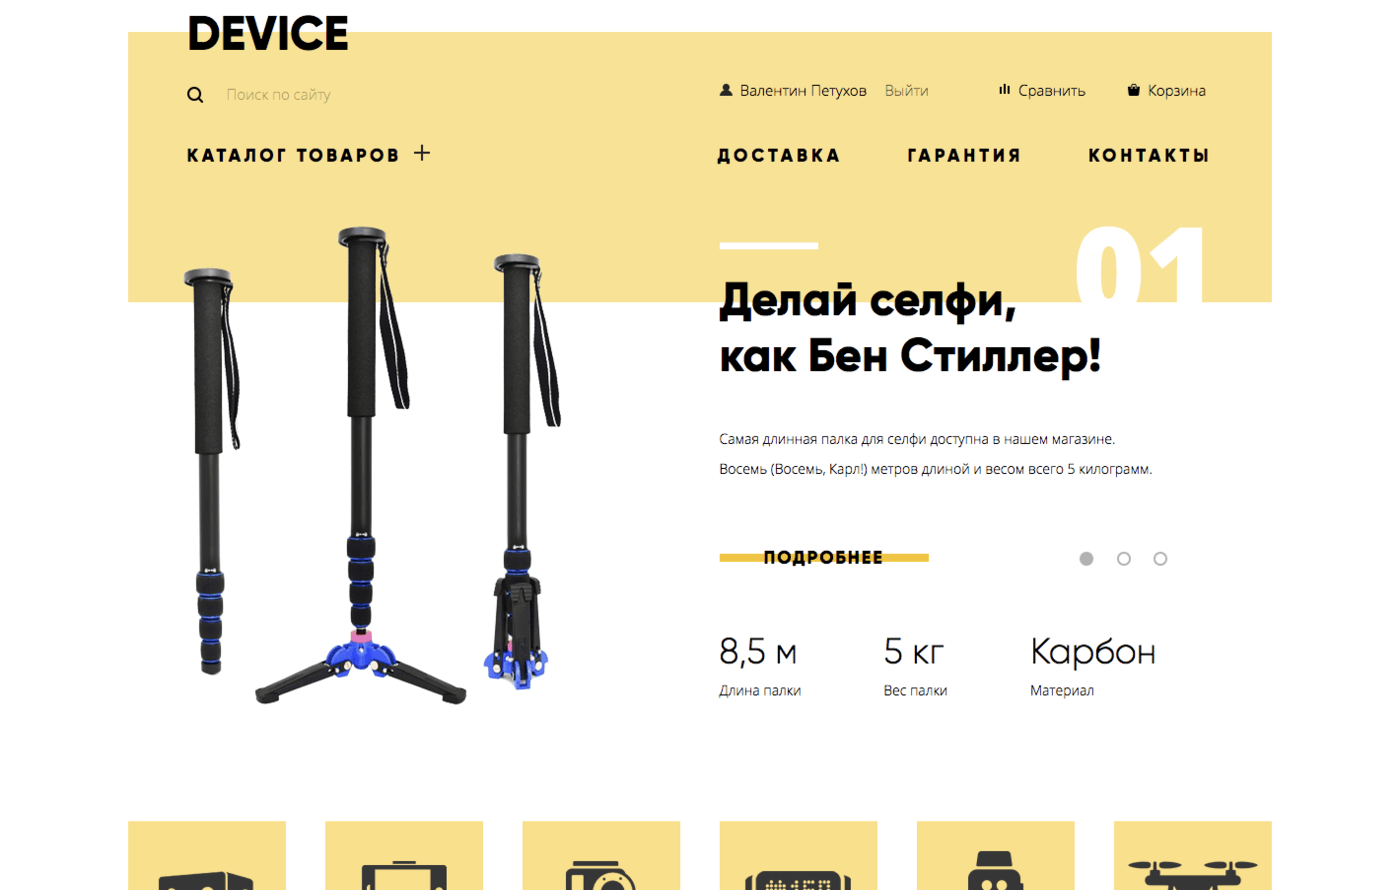 DEVICE
Поиск по сайту
Валентин Петухов Выйти Сравнить Корзина
КАТАЛОГ ТОВАРОВ +
ДОСТАВКА ГАРАНТИЯ КОНТАКТЫ
01
Делай селфи,
как Бен Стиллер!
Самая длинная палка для селфи доступна в нашем магазине.
Восемь (Восемь, Карл!) метров длиной и весом всего 5 килограмм.
ПОДРОБНЕЕ
8,5 м 5 кг Карбон
Длина палки Вес палки Материал